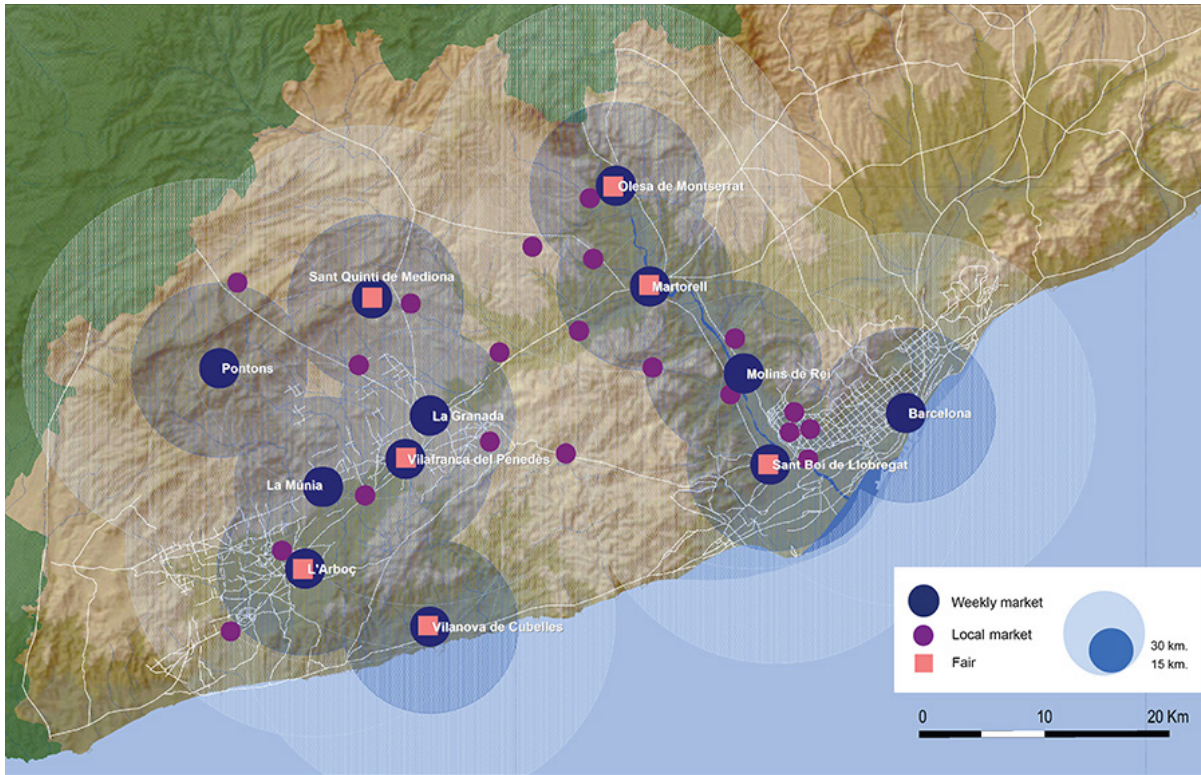 Olesa de Montserrat
Sant Quintí de Mediona
Martorell
Pontons
Molins de Rei
La Granada
Barcelona
Vilafranca del Penedès
Sant Boi de Llobregat
La Múnia
L'Arboç
Vilanova de Cubelles
Weekly market
Local market
Fair
30 km.
15 km.
0 10 20 Km